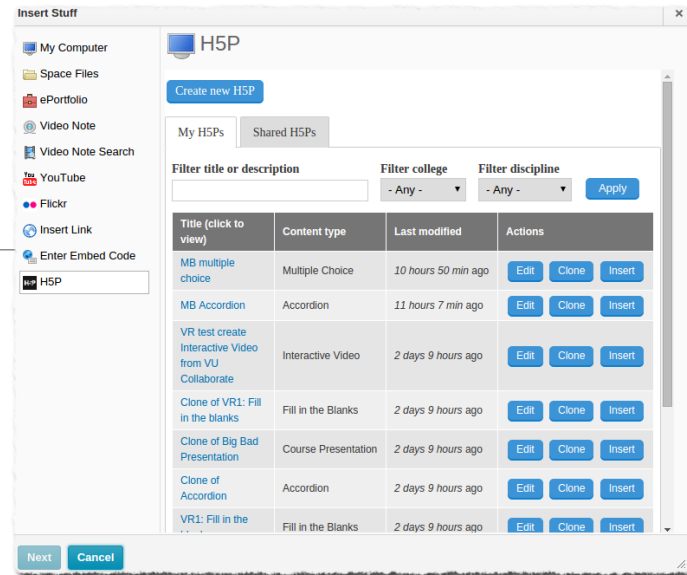 Insert Stuff
×
My Computer
Space Files
ePortfolio
Video Note
Video Note Search
YouTube
Flickr
Insert Link
Enter Embed Code
H5P
H5P
Create new H5P
My H5Ps Shared H5Ps
Filter title or description Filter college Filter discipline
- Any - - Any - Apply
Title (click to
view) Content type Last modified Actions
MB multiple
choice Multiple Choice 10 hours 50 min ago Edit Clone Insert
MB Accordion Accordion 11 hours 7 min ago Edit Clone Insert
VR test create
Interactive Video
from VU
Collaborate Interactive Video 2 days 9 hours ago Edit Clone Insert
Clone of VR1: Fill
in the blanks Fill in the Blanks 2 days 9 hours ago Edit Clone Insert
Clone of Big Bad
Presentation Course Presentation 2 days 9 hours ago Edit Clone Insert
Clone of
Accordion Accordion 2 days 9 hours ago Edit Clone Insert
VR1: Fill in the
Fill in the Blanks 2 days 9 hours ago Edit Clone Insert
Next Cancel